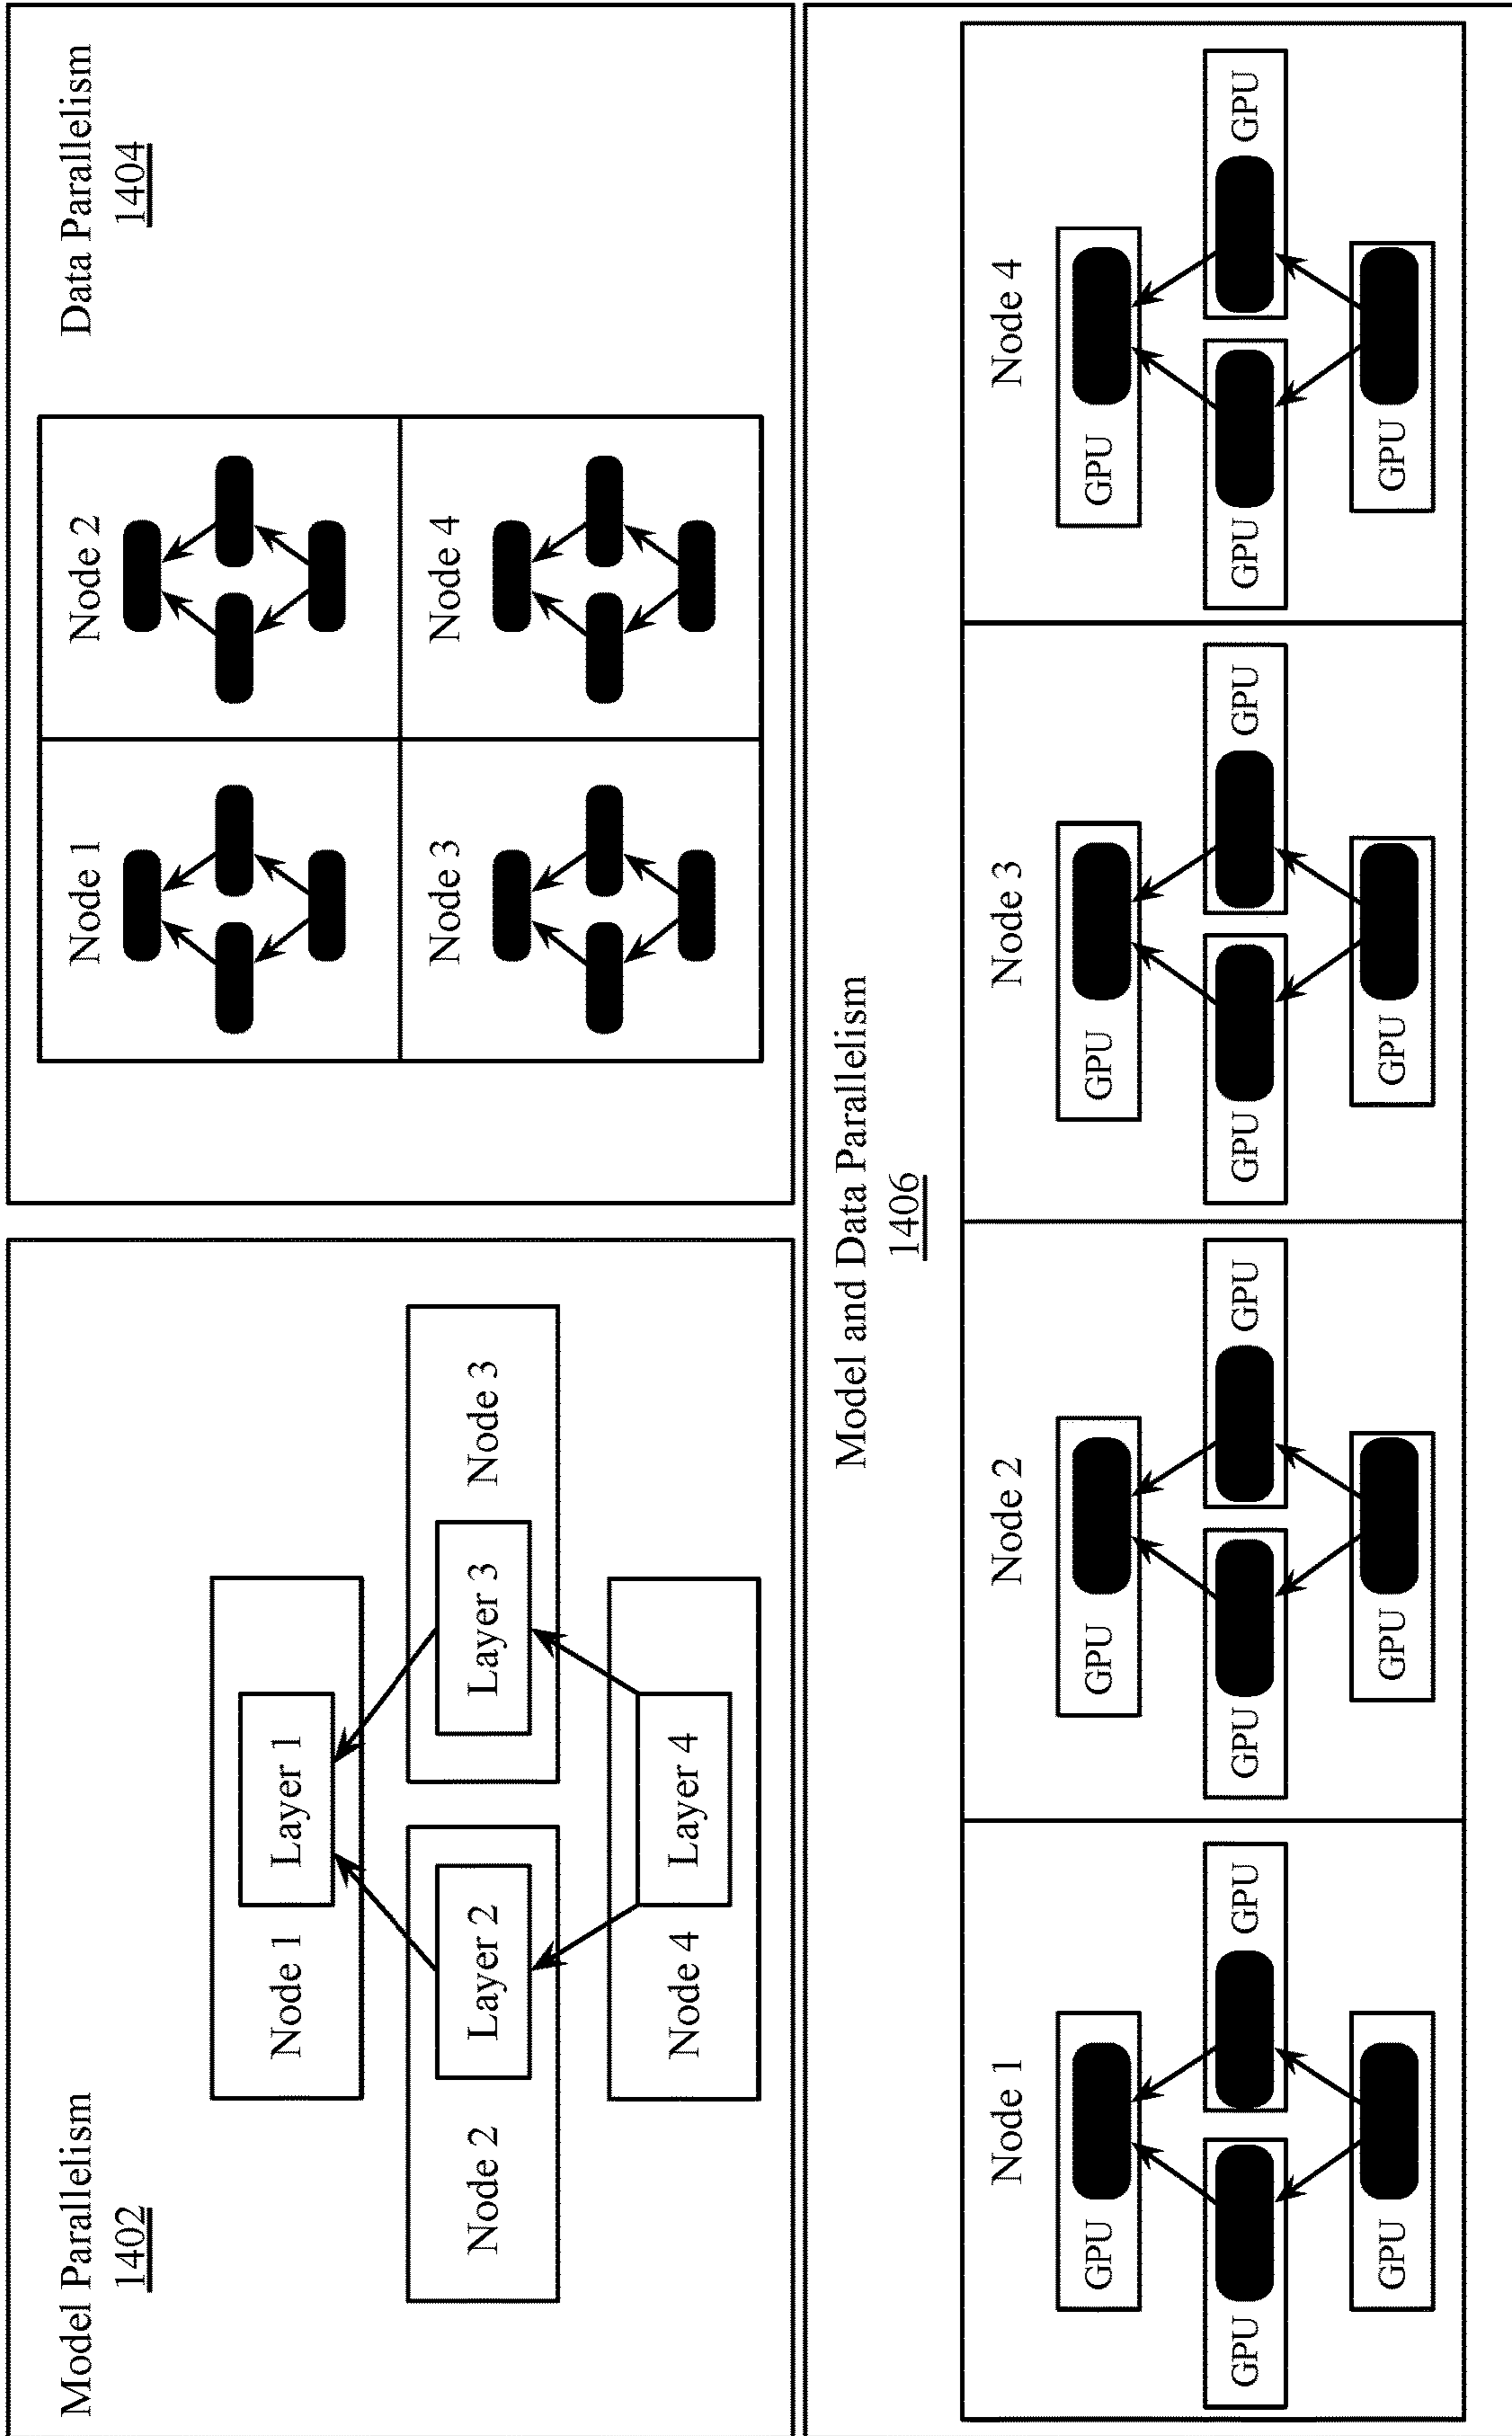 Model Parallelism
1402
Node 1
Layer 1
Node 2
Layer 2
Layer 3
Node 3
Node 4
Layer 4
Data Parallelism
1404
Node 1
Node 2
Node 3
Node 4
Model and Data Parallelism
1406
Node 1
GPU
GPU
GPU
GPU
Node 2
GPU
GPU
GPU
GPU
Node 3
GPU
GPU
GPU
GPU
Node 4
GPU
GPU
GPU
GPU